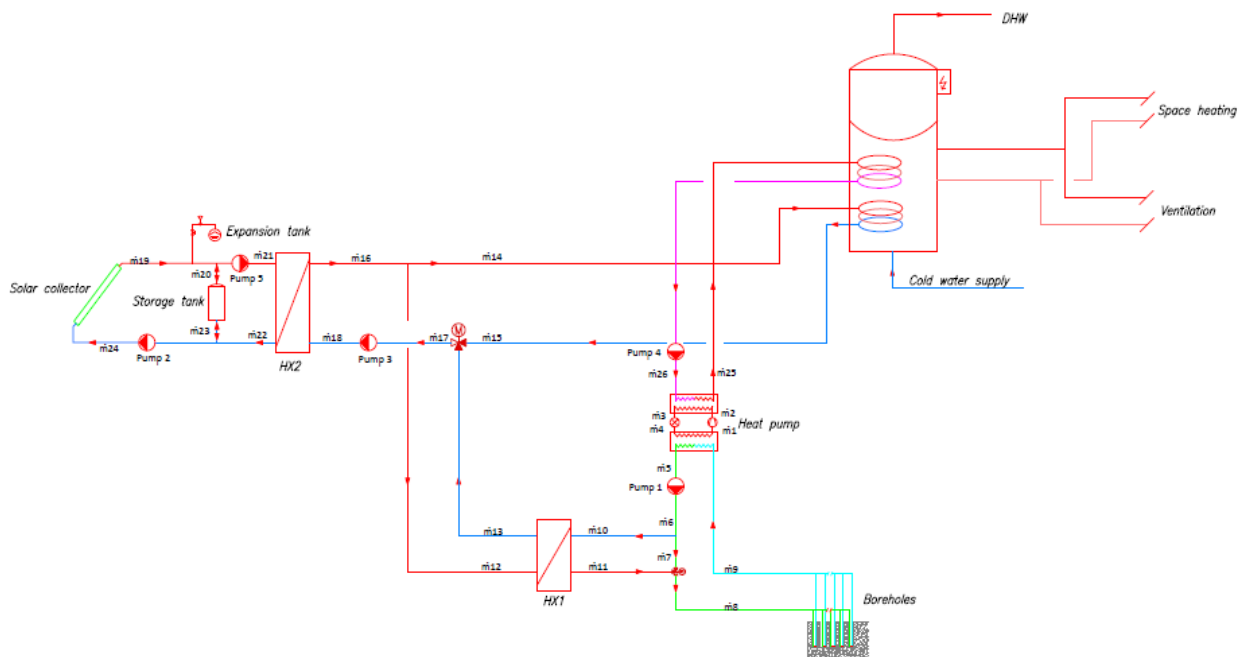 DHW
Space heating
Ventilation
Cold water supply
Expansion tank
ṁ19
ṁ21
ṁ16
ṁ14
ṁ20
Pump 5
Solar collector
Storage tank
ṁ23
ṁ22
ṁ18
M
ṁ17
ṁ15
ṁ24
Pump 2
HX2
Pump 3
Pump 4
ṁ26
ṁ25
ṁ3
ṁ2
Heat pump
ṁ4
ṁ1
ṁ5
Pump 1
ṁ6
ṁ13
ṁ10
ṁ7
ṁ12
ṁ11
ṁ9
HX1
Boreholes
ṁ8